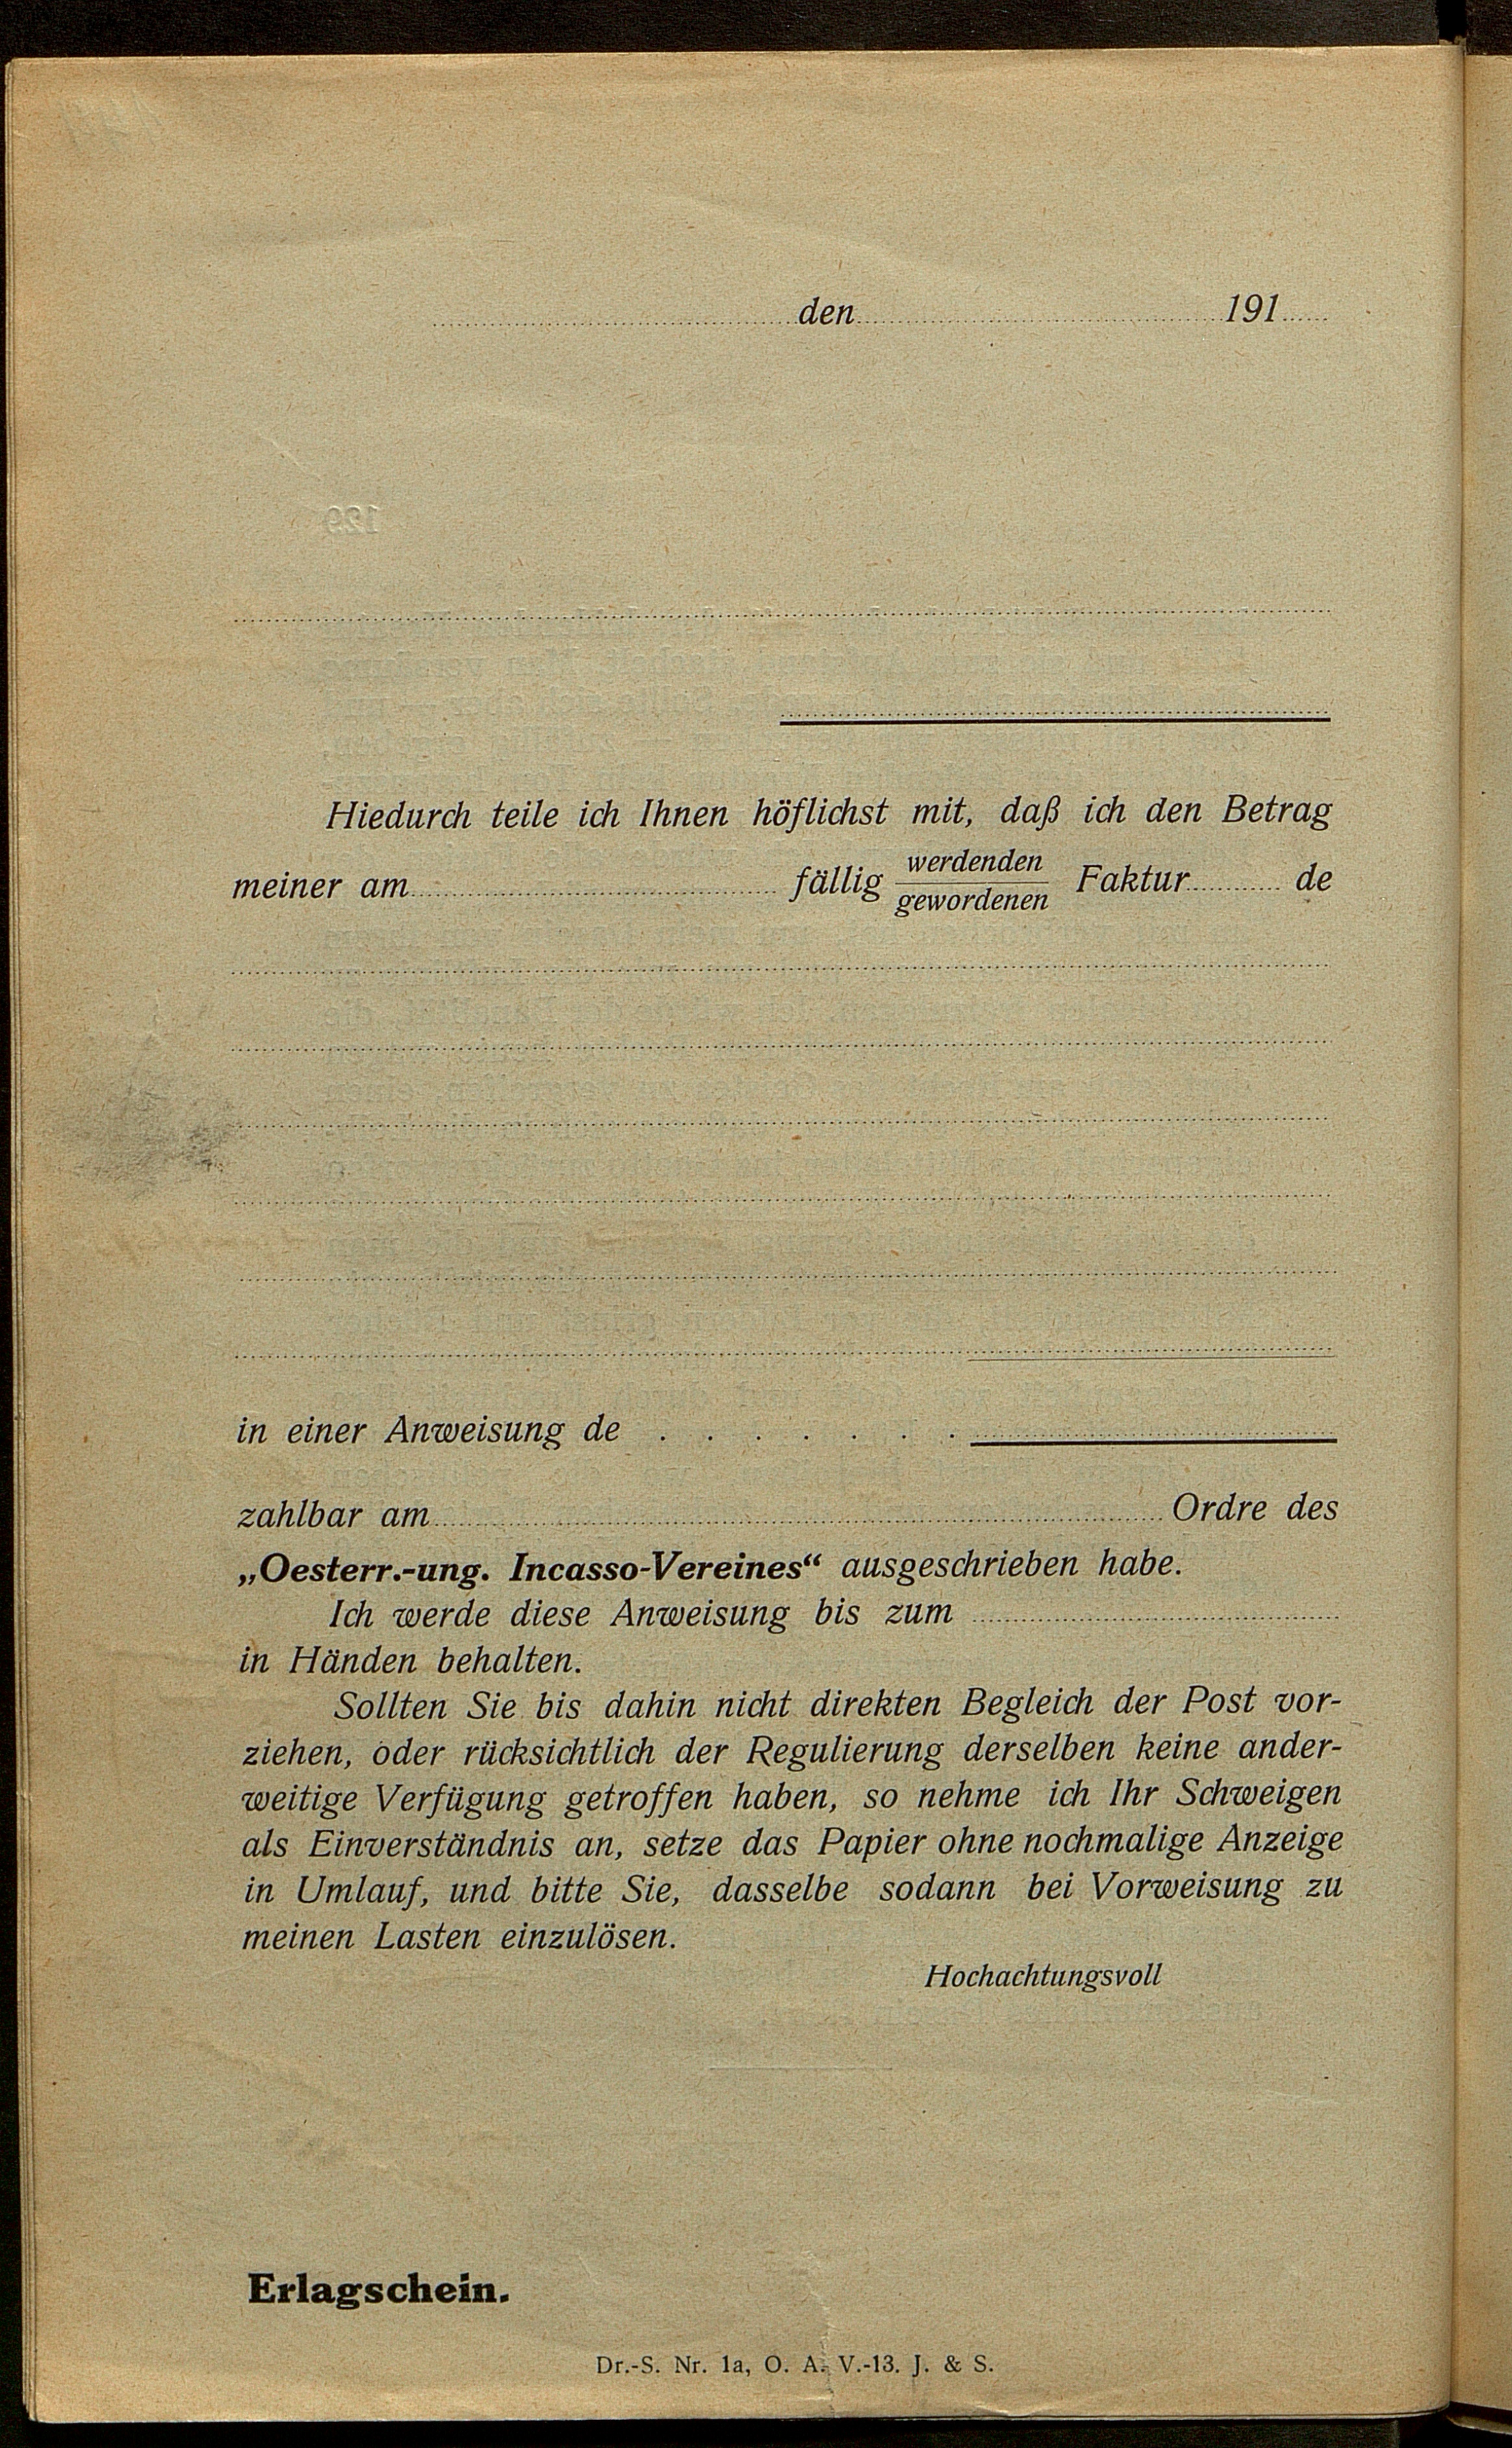 den 191
Hiedurch teile ich Ihnen höflichst mit, daß ich den Betrag
meiner am fällig werdenden Faktur de
gewordenen
in einer Anweisung de . . . . . . .
zahlbar am Ordre des
„Oesterr.-ung. Incasso-Vereines“ ausgeschrieben habe.
Ich werde diese Anweisung bis zum
in Händen behalten.
Sollten Sie bis dahin nicht direkten Begleich der Post vor-
ziehen, oder rücksichtlich der Regulierung derselben keine ander-
weitige Verfügung getroffen haben, so nehme ich Ihr Schweigen
als Einverständnis an, setze das Papier ohne nochmalige Anzeige
in Umlauf, und bitte Sie, dasselbe sodann bei Vorweisung zu
meinen Lasten einzulösen.
Hochachtungsvoll
Erlagschein.
Dr.-S. Nr. 1a, O. A. V.-13. J. & S.